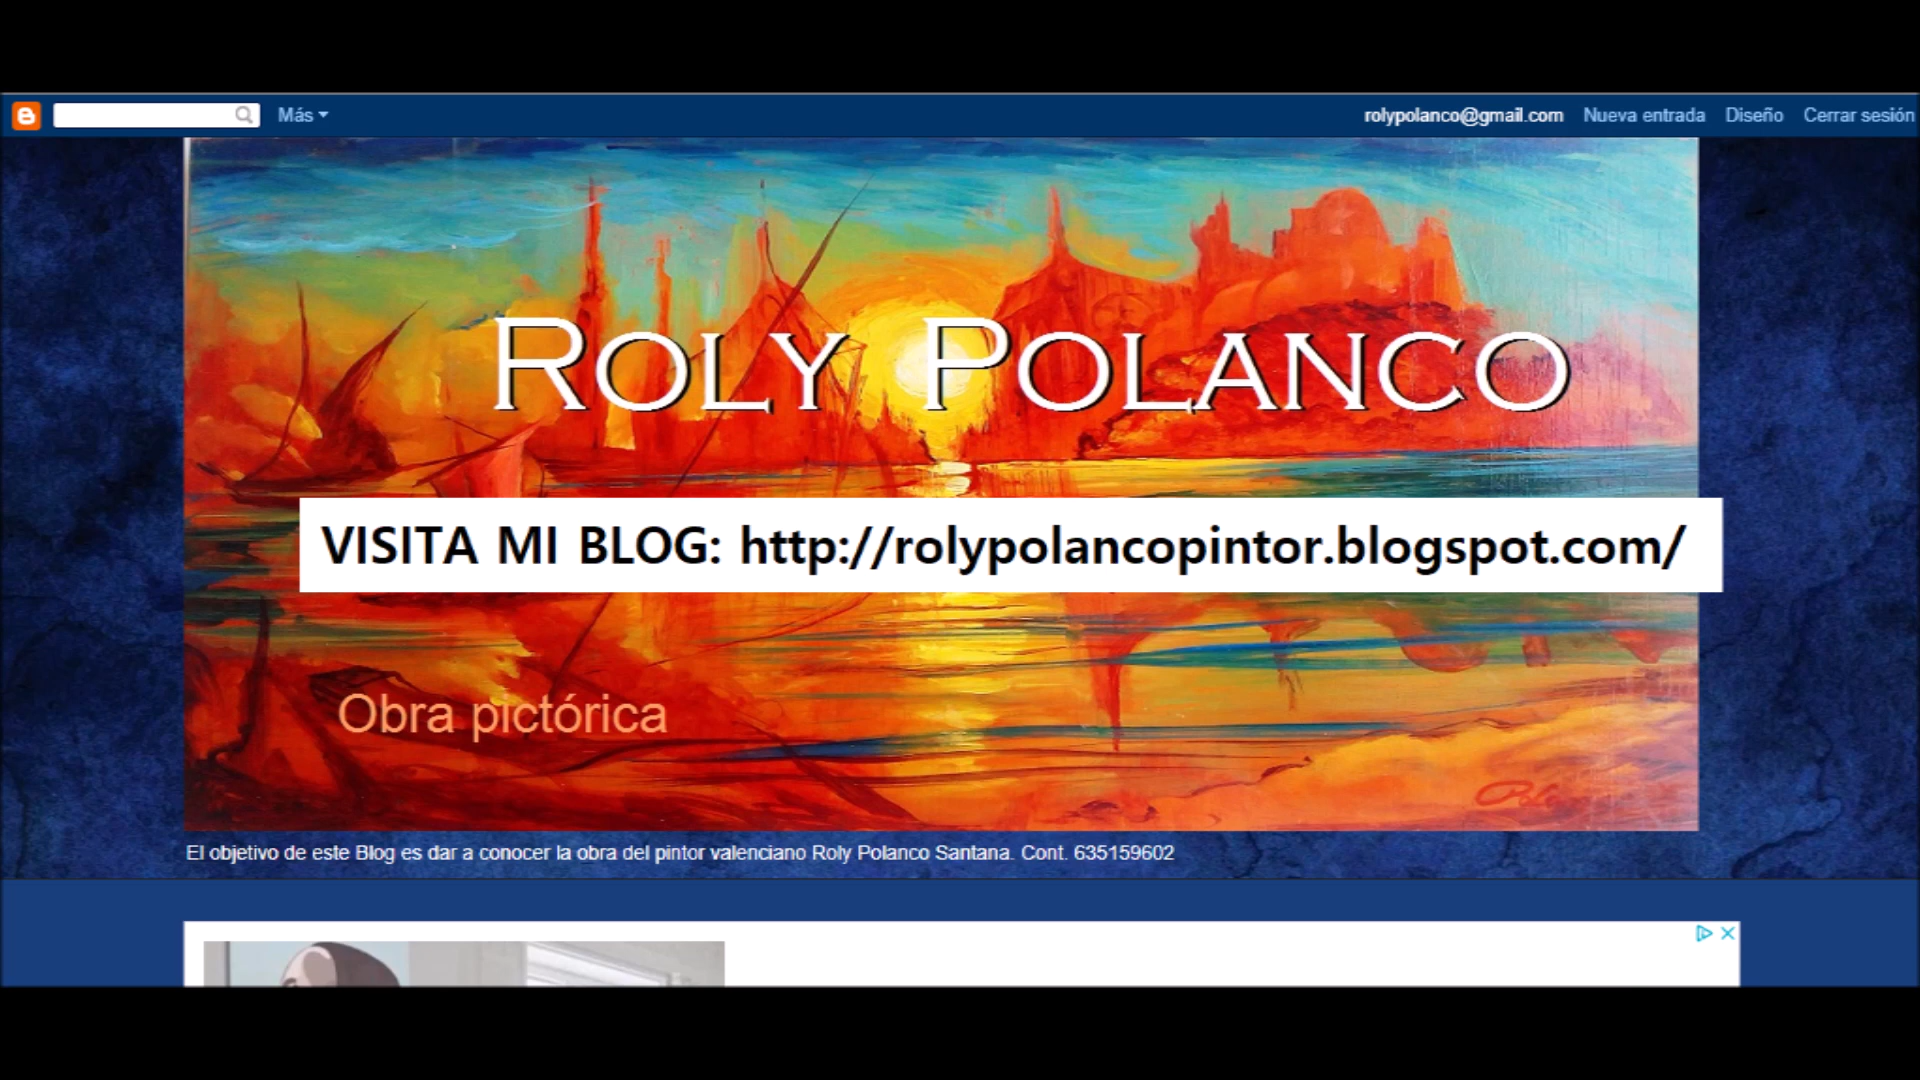 Más
rolypolanco@gmail.com Nueva entrada Diseño Cerrar sesión
ROLY POLANCO
VISITA MI BLOG: http://rolypolancopintor.blogspot.com/
Obra pictórica
El objetivo de este Blog es dar a conocer la obra del pintor valenciano Roly Polanco Santana. Cont. 635159602